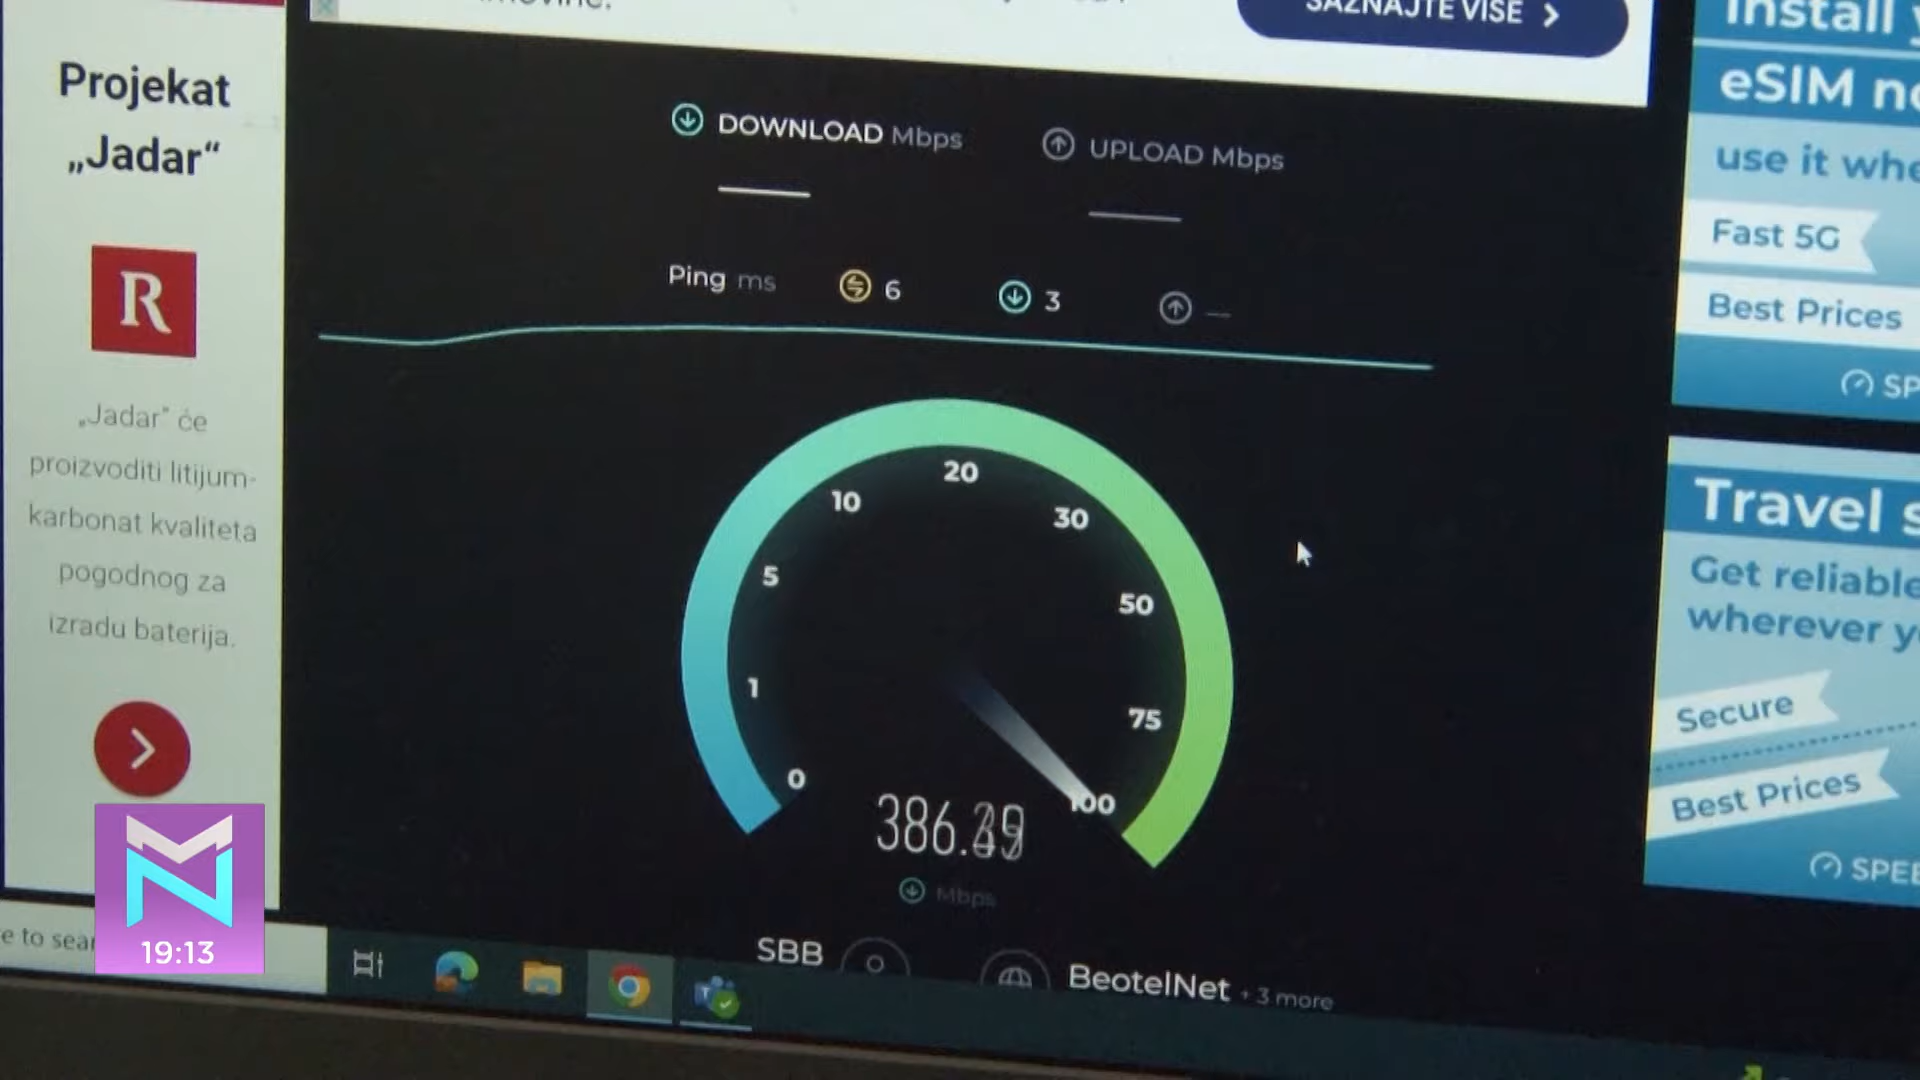 Projekat
„Jadar“
R
„Jadar“ će
proizvoditi litijum-
karbonat kvaliteta
pogodnog za
izradu baterija.
SAZNAJTE VIŠE
DOWNLOAD Mbps
UPLOAD Mbps
Ping ms
6
3
0
1
5
10
20
30
50
75
100
Mbps
SBB
BeotelNet + 3 more
Install
eSIM
use it
Fast 5G
Best Prices
Travel
Get reliable
wherever
Secure
Best Prices
to
19:13